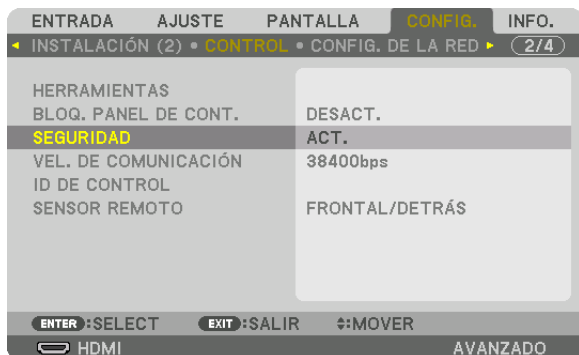 ENTRADA AJUSTE PANTALLA CONFIG. INFO.
INSTALACIÓN (2) • CONTROL • CONFIG. DE LA RED 2/4
HERRAMIENTAS
BLOQ. PANEL DE CONT. DESACT.
SEGURIDAD ACT.
VEL. DE COMUNICACIÓN 38400bps
ID DE CONTROL
SENSOR REMOTO FRONTAL/DETRÁS
ENTER :SELECT EXIT :SALIR :MOVER
HDMI AVANZADO